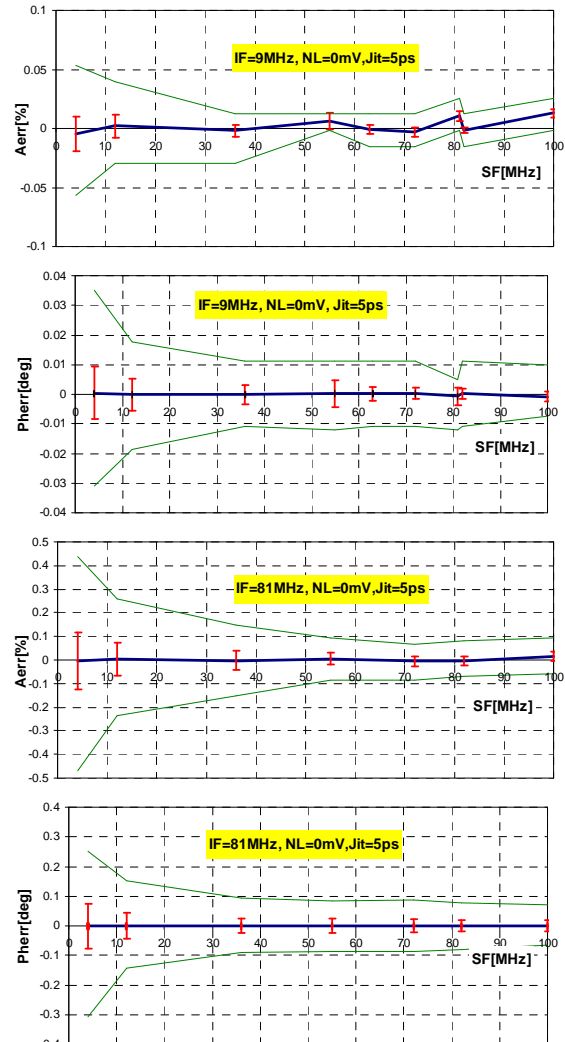 0.1
IF=9MHz, NL=0mV,Jit=5ps
0.05
0
0 10 20 30 40 50 60 70 80 90 100
SF[MHz]
-0.05
-0.1
Aerr[%]
0.04
IF=9MHz, NL=0mV, Jit=5ps
0.03
0.02
0.01
0
0 10 20 30 40 50 60 70 80 90 100
-0.01
SF[MHz]
-0.02
-0.03
-0.04
Pherr[deg]
0.5
0.4
IF=81MHz, NL=0mV,Jit=5ps
0.3
0.2
0.1
0
0 10 20 30 40 50 60 70 80 90 100
-0.1
SF[MHz]
-0.2
-0.3
-0.4
-0.5
Aerr[%]
0.4
IF=81MHz, NL=0mV,Jit=5ps
0.3
0.2
0.1
0
0 10 20 30 40 50 60 70 80 90 100
-0.1
SF[MHz]
-0.2
-0.3
Pherr[deg]